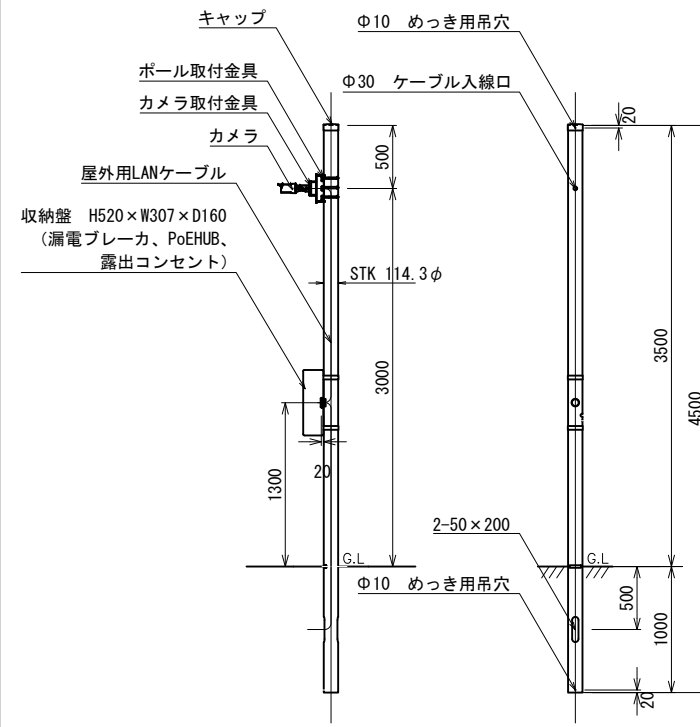 キャップ
ポール取付金具
カメラ取付金具
カメラ
屋外用LANケーブル
収納盤 H520×W307×D160
（漏電ブレーカ、PoEHUB、
露出コンセント）
500
STK 114.3φ
3000
1300
20
G.L
Φ10 めっき用吊穴
Φ30 ケーブル入線口
20
3500
4500
2-50×200
G.L
Φ10 めっき用吊穴
500
1000
20